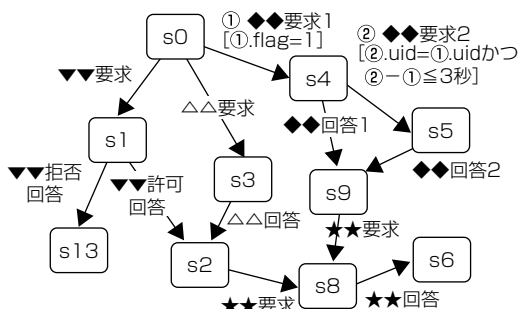 s0
① ◆◆要求1
[①.flag=1]
② ◆◆要求2
[②.uid=①.uidかつ
②－①≦3秒]
▼▼要求
△△要求
s4
s1
◆◆回答1
s5
▼▼拒否
回答
▼▼許可
回答
s3
s9
◆◆回答2
△△回答
★★要求
s13
s2
s8
s6
★★要求
★★回答